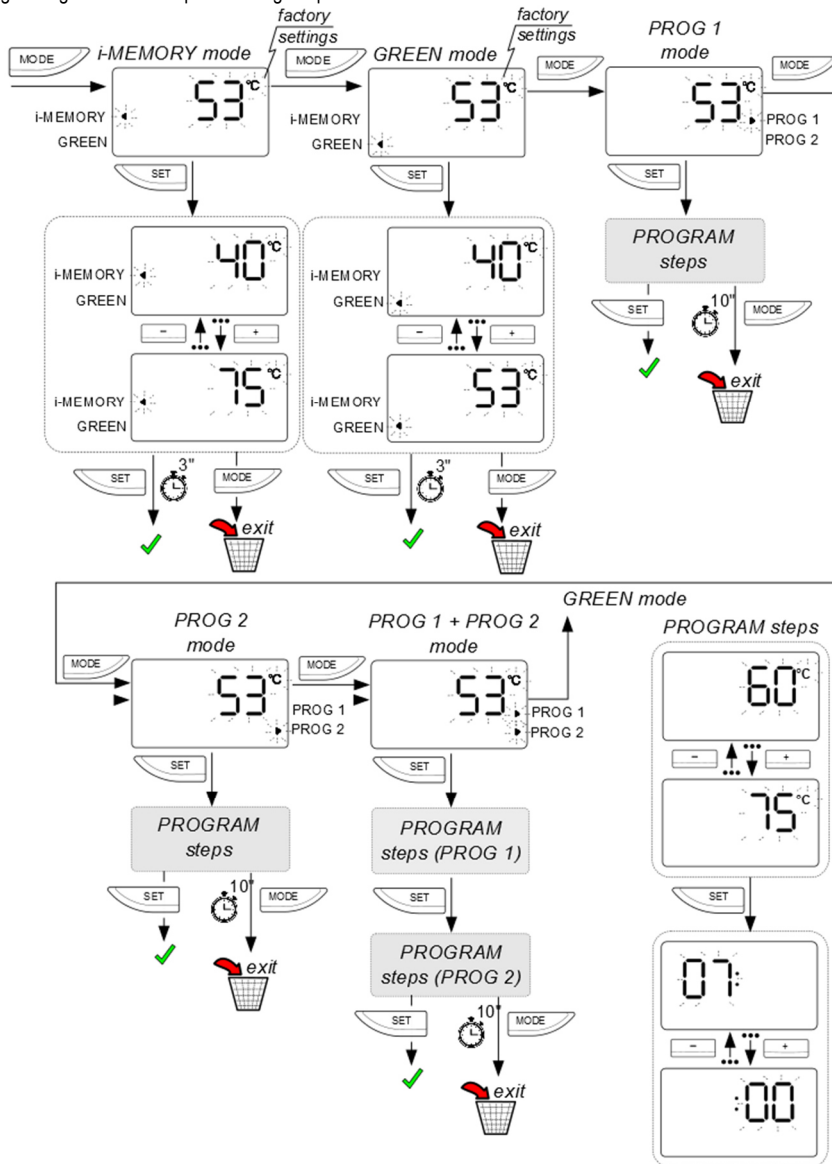 factory
settings
factory
settings
PROG 1
mode
i-MEMORY mode
GREEN mode
MODE
MODE
MODE
MODE
53°C
53°C
53°C
i-MEMORY
GREEN
i-MEMORY
GREEN
PROG 1
PROG 2
SET
SET
SET
40°C
i-MEMORY
GREEN
40°C
i-MEMORY
GREEN
PROGRAM
steps
- +
- +
SET
10"
MODE
75°C
i-MEMORY
GREEN
53°C
i-MEMORY
GREEN
exit
SET
3"
MODE
SET
3"
MODE
exit
exit
GREEN mode
PROG 2
mode
PROG 1 + PROG 2
mode
PROGRAM steps
MODE
53°C
PROG 1
PROG 2
MODE
53°C
PROG 1
PROG 2
60°C
- +
75°C
SET
SET
PROGRAM
steps
PROGRAM
steps (PROG 1)
SET
10"
MODE
SET
SET
exit
PROGRAM
steps (PROG 2)
07:
- +
:00
SET
10"
MODE
exit